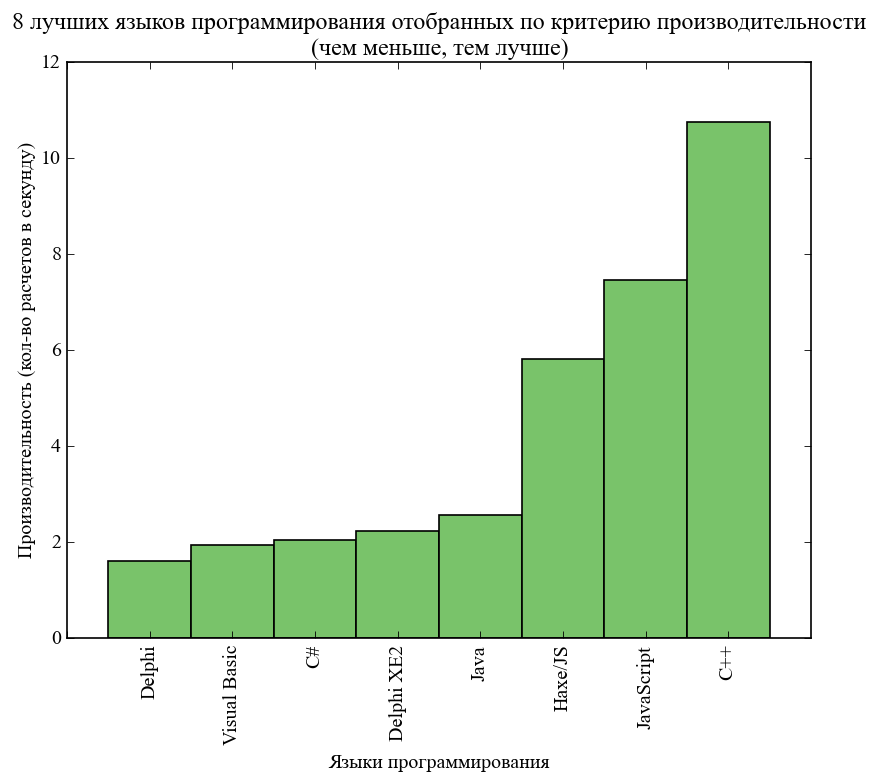 8 лучших языков программирования отобранных по критерию производительности
(чем меньше, тем лучше)
Производительность (кол-во расчетов в секунду)
12
10
8
6
4
2
0
Delphi
Visual Basic
C#
Delphi XE2
Java
Haxe/JS
JavaScript
C++
Языки программирования